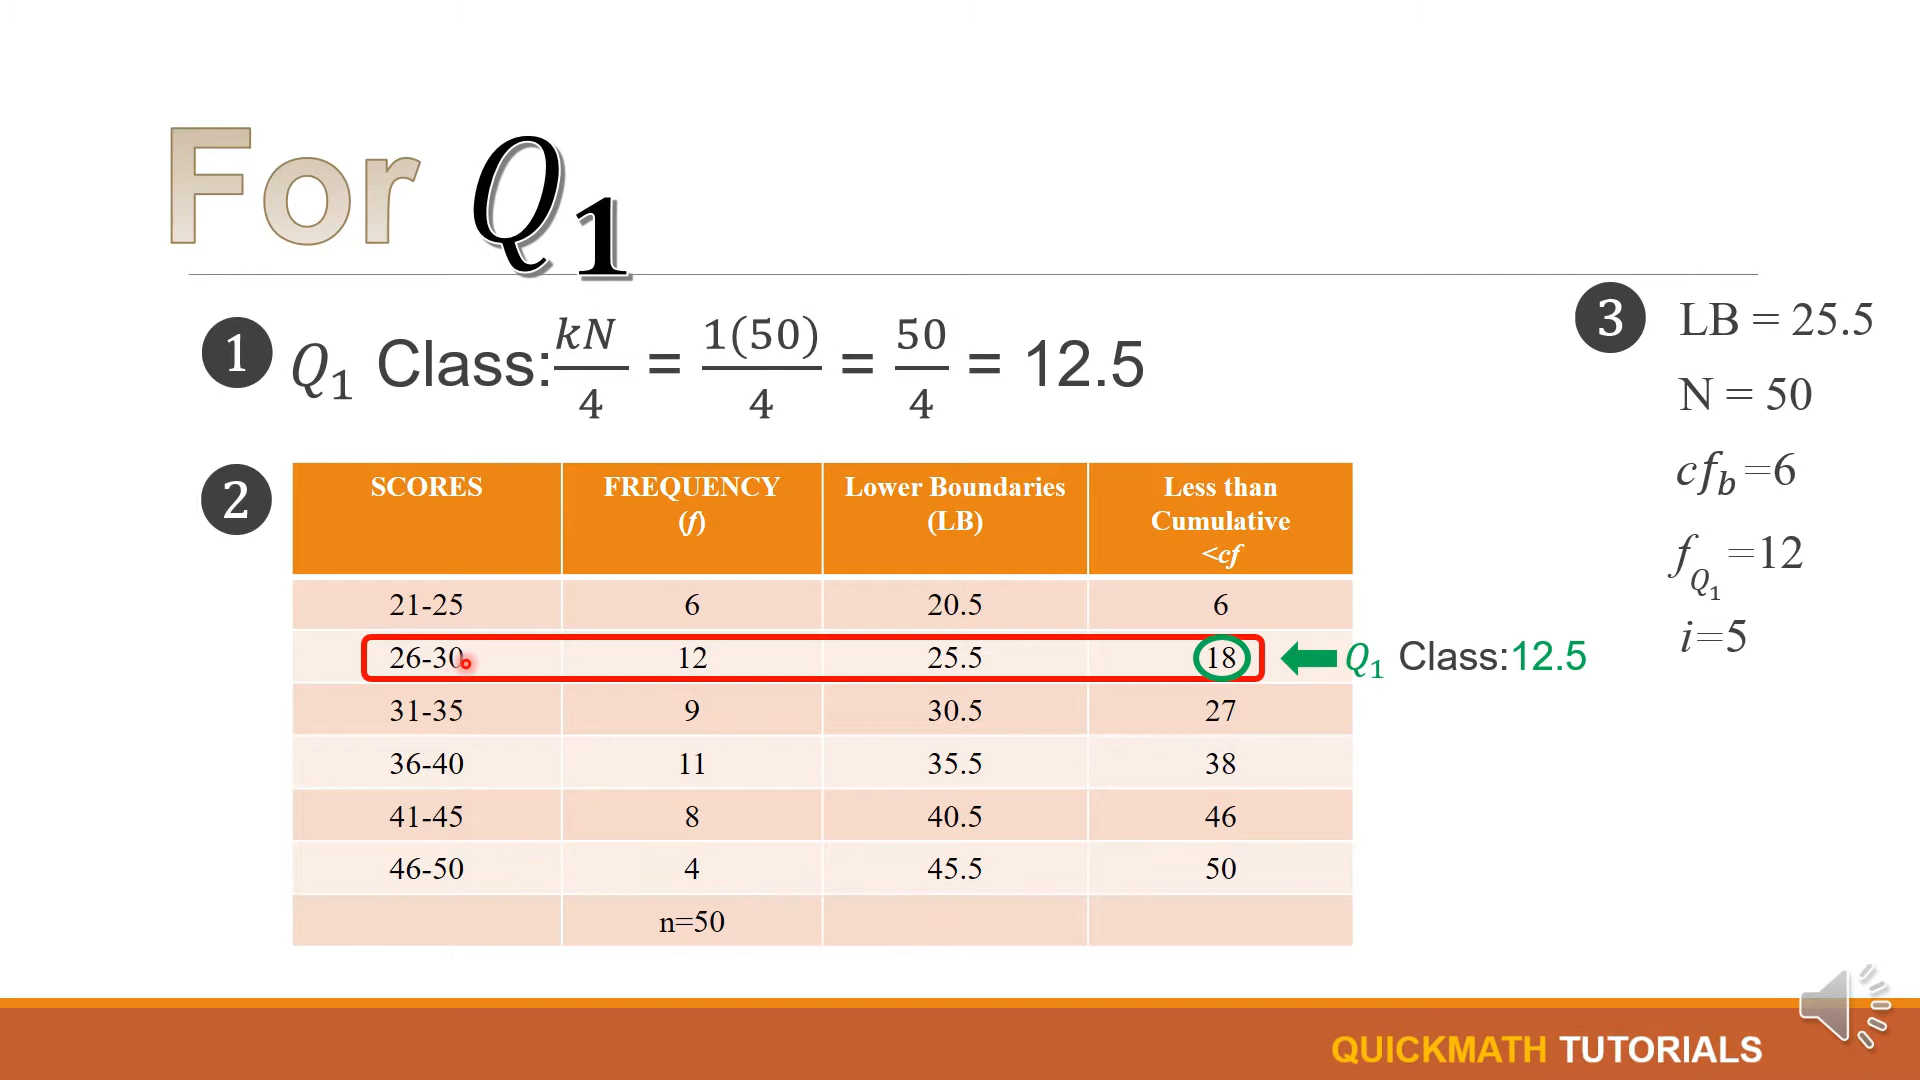 For Q₁
1 Q₁ Class: kN/4 = 1(50)/4 = 50/4 = 12.5
3 LB = 25.5
N = 50
cf_b =6
f_Q₁ =12
i=5
2
SCORES FREQUENCY (f) Lower Boundaries (LB) Less than Cumulative <cf
21-25 6 20.5 6
26-30 12 25.5 18
Q₁ Class:12.5
31-35 9 30.5 27
36-40 11 35.5 38
41-45 8 40.5 46
46-50 4 45.5 50
n=50
QUICKMATH TUTORIALS